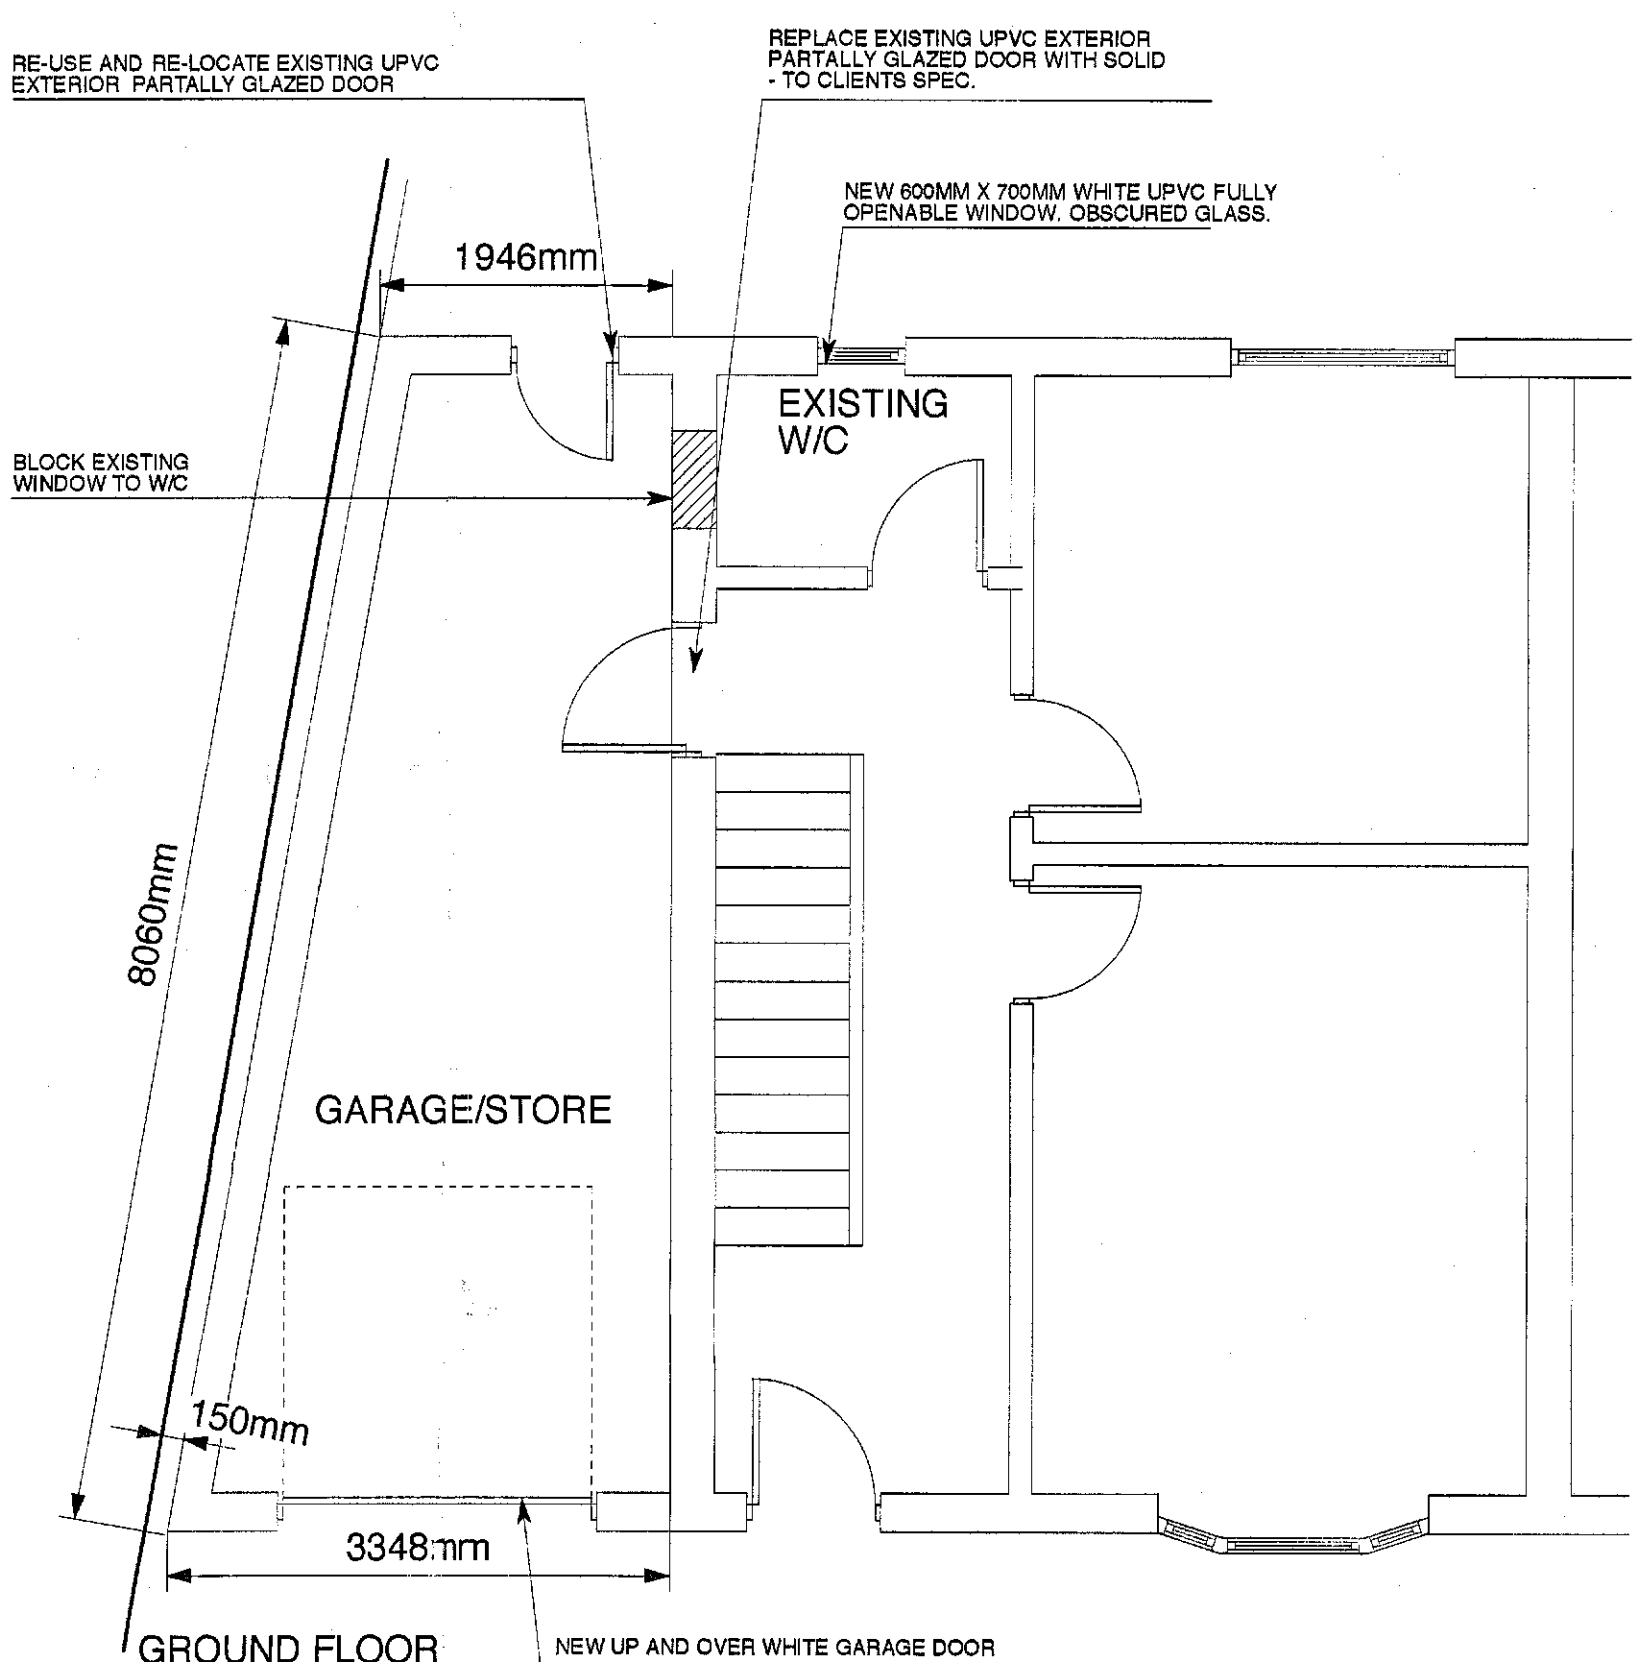 RE-USE AND RE-LOCATE EXISTING UPVC
EXTERIOR PARTIALLY GLAZED DOOR
REPLACE EXISTING UPVC EXTERIOR
PARTIALLY GLAZED DOOR WITH SOLID
- TO CLIENTS SPEC.
NEW 600MM X 700MM WHITE UPVC FULLY
OPENABLE WINDOW. OBSCURED GLASS.
1946mm
EXISTING
W/C
BLOCK EXISTING
WINDOW TO W/C
8060mm
GARAGE/STORE
150mm
3348mm
GROUND FLOOR
NEW UP AND OVER WHITE GARAGE DOOR